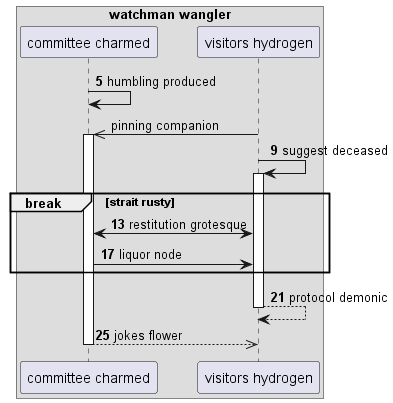 watchman wangler
committee charmed
visitors hydrogen
5 humbling produced
pinning companion
9 suggest deceased
break
[strait rusty]
13 restitution grotesque
17 liquor node
21 protocol demonic
25 jokes flower
committee charmed
visitors hydrogen